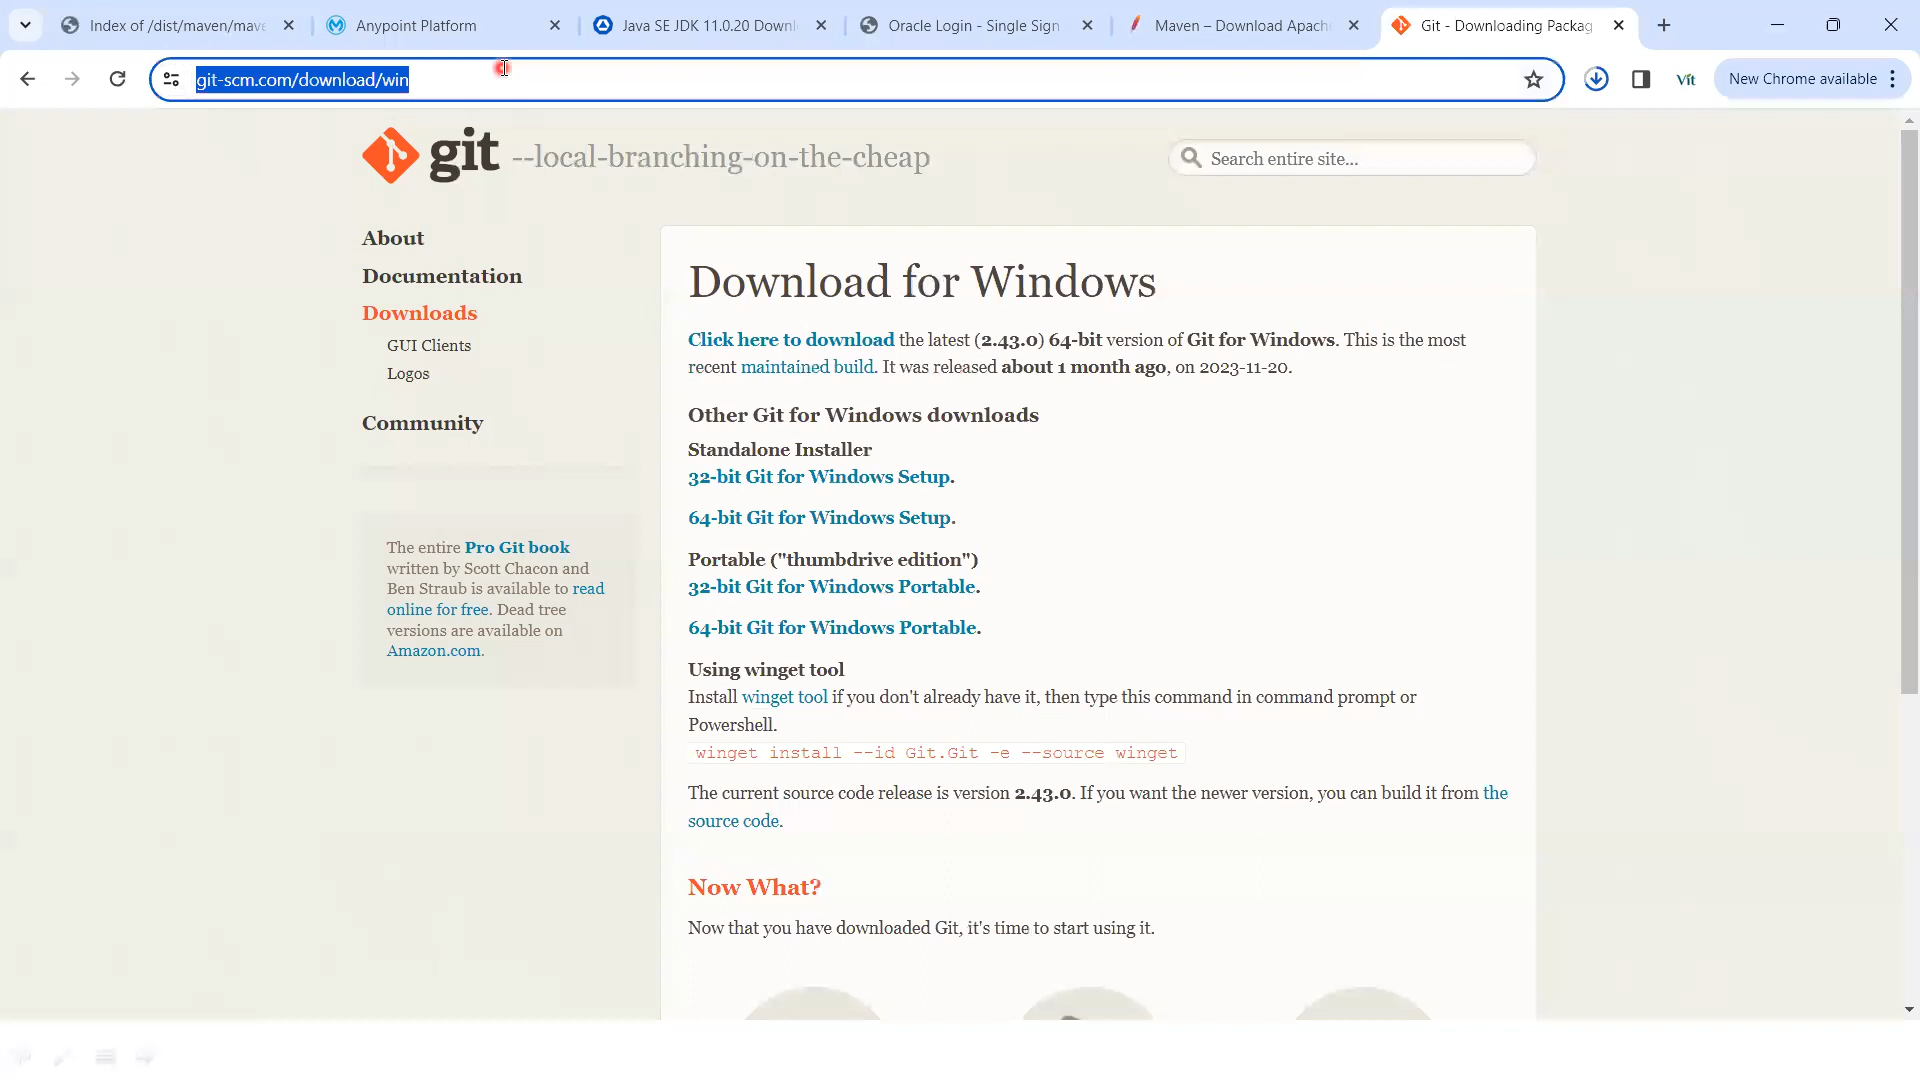 Index of /dist/maven/mave
Anypoint Platform
Java SE JDK 11.0.20 Downl
Oracle Login - Single Sign
Maven – Download Apach
Git - Downloading Packag
git-scm.com/download/win
Vit
New Chrome available
git --local-branching-on-the-cheap
Search entire site...
About
Documentation
Downloads
GUI Clients
Logos
Community
The entire Pro Git book
written by Scott Chacon and
Ben Straub is available to read
online for free. Dead tree
versions are available on
Amazon.com.
Download for Windows
Click here to download the latest (2.43.0) 64-bit version of Git for Windows. This is the most
recent maintained build. It was released about 1 month ago, on 2023-11-20.
Other Git for Windows downloads
Standalone Installer
32-bit Git for Windows Setup.
64-bit Git for Windows Setup.
Portable ("thumbdrive edition")
32-bit Git for Windows Portable.
64-bit Git for Windows Portable.
Using winget tool
Install winget tool if you don't already have it, then type this command in command prompt or
Powershell.
winget install --id Git.Git -e --source winget
The current source code release is version 2.43.0. If you want the newer version, you can build it from the
source code.
Now What?
Now that you have downloaded Git, it's time to start using it.